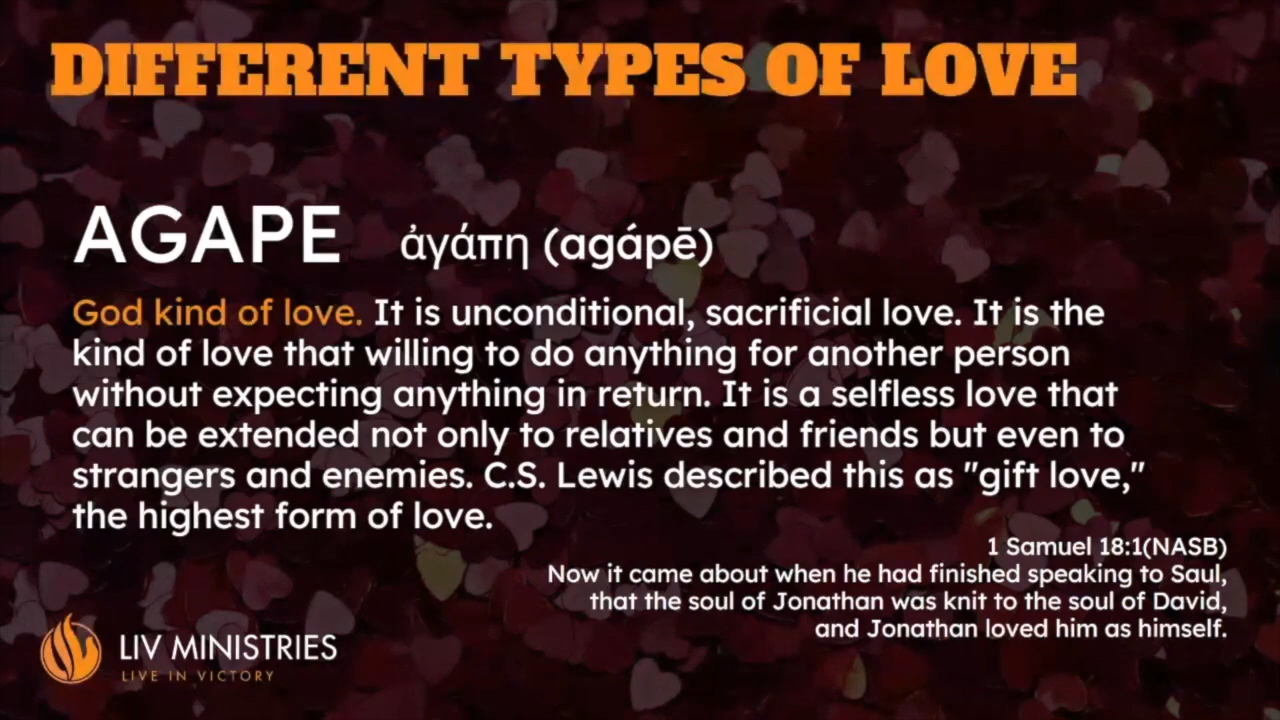 DIFFERENT TYPES OF LOVE
AGAPE ἀγάπη (agápē)
God kind of love. It is unconditional, sacrificial love. It is the
kind of love that willing to do anything for another person
without expecting anything in return. It is a selfless love that
can be extended not only to relatives and friends but even to
strangers and enemies. C.S. Lewis described this as "gift love,"
the highest form of love.
1 Samuel 18:1(NASB)
Now it came about when he had finished speaking to Saul,
that the soul of Jonathan was knit to the soul of David,
and Jonathan loved him as himself.
LIV MINISTRIES
LIVE IN VICTORY